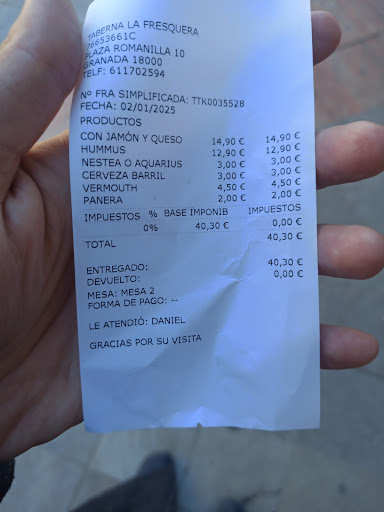 TABERNA LA FRESQUERA
76653661C
PLAZA ROMANILLA 10
GRANADA 18000
TELF: 611702594
Nº FRA SIMPLIFICADA: TTK0035528
FECHA: 02/01/2025
PRODUCTOS
CON JAMÓN Y QUESO 14,90 € 14,90 €
HUMMUS 12,90 € 12,90 €
NESTEA O AQUARIUS 3,00 € 3,00 €
CERVEZA BARRIL 3,00 € 3,00 €
VERMOUTH 4,50 € 4,50 €
PANERA 2,00 € 2,00 €
IMPUESTOS % BASE IMPONIB IMPUESTOS
0% 40,30 € 0,00 €
TOTAL 40,30 €
ENTREGADO: 40,30 €
DEVUELTO: 0,00 €
MESA: MESA 2
FORMA DE PAGO: --
LE ATENDIÓ: DANIEL
GRACIAS POR SU VISITA